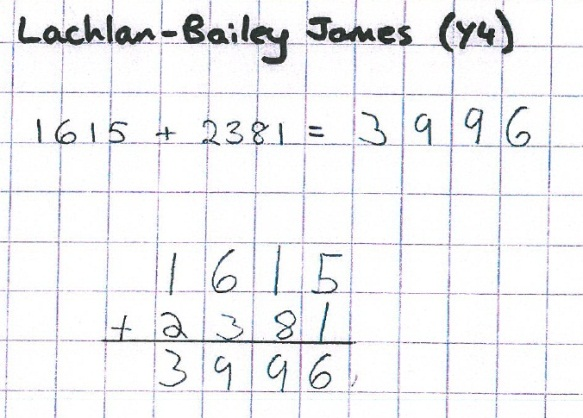 Lachlan-Bailey James (Y4)
1615 + 2381 = 3996
1615
+ 2381
3996